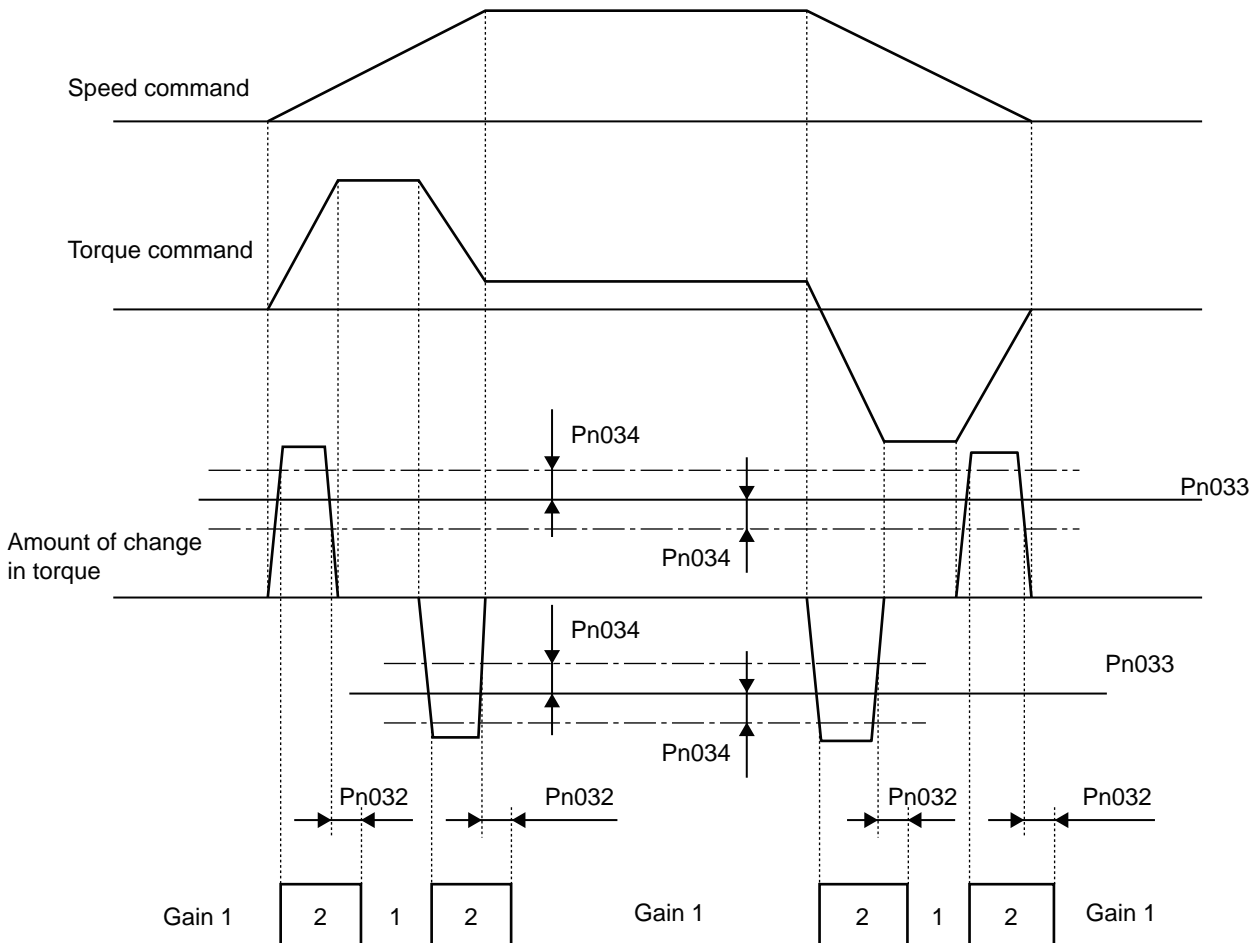 Speed command
Torque command
Pn034
Pn033
Amount of change
in torque
Pn034
Pn034
Pn033
Pn034
Pn032
Pn032
Pn032
Pn032
Gain 1
2
1
2
Gain 1
2
1
2
Gain 1